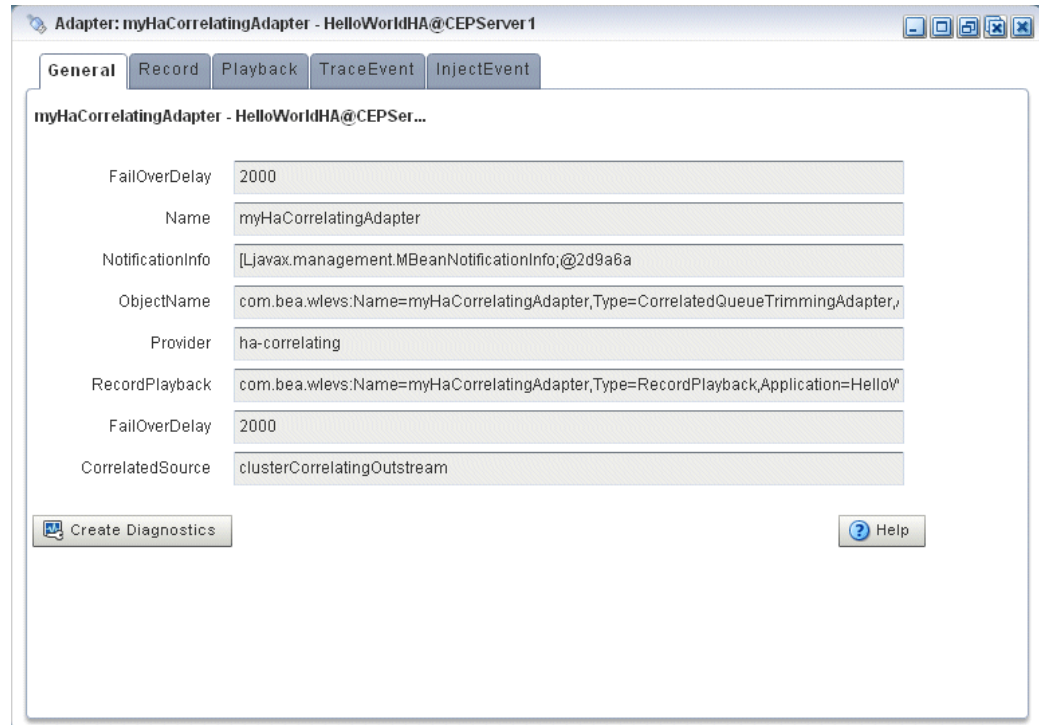 Adapter: myHaCorrelatingAdapter - HelloWorldHA@CEPServer1
General Record Playback TraceEvent InjectEvent
myHaCorrelatingAdapter - HelloWorldHA@CEPSer...
FailOverDelay 2000
Name myHaCorrelatingAdapter
NotificationInfo [Ljavax.management.MBeanNotificationInfo;@2d9a6a
ObjectName com.bea.wlevs:Name=myHaCorrelatingAdapter,Type=CorrelatedQueueTrimmingAdapter,
Provider ha-correlating
RecordPlayback com.bea.wlevs:Name=myHaCorrelatingAdapter,Type=RecordPlayback,Application=Hello
FailOverDelay 2000
CorrelatedSource clusterCorrelatingOutstream
Create Diagnostics Help